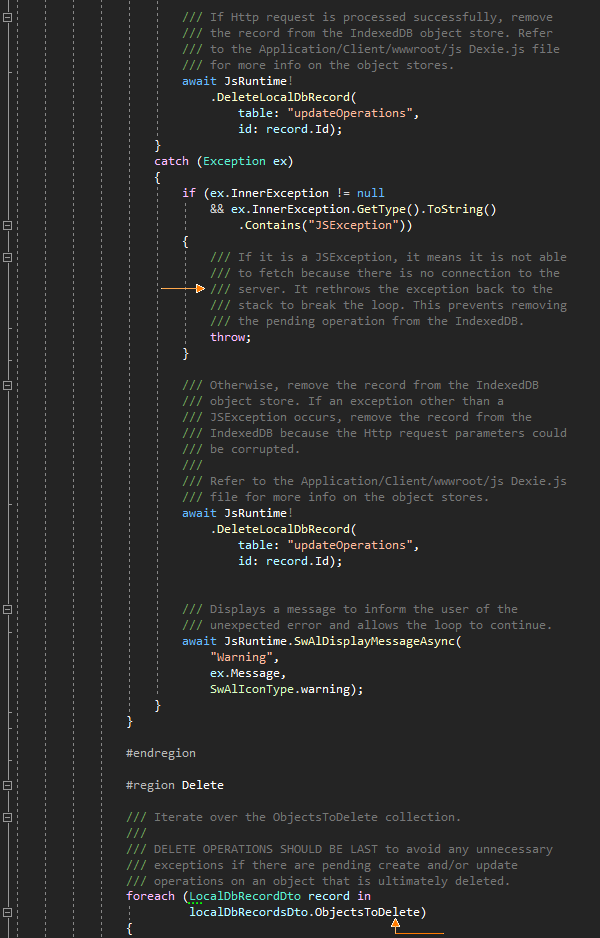 /// If Http request is processed successfully, remove
/// the record from the IndexedDB object store. Refer
/// to the Application/Client/wwwroot/js Dexie.js file
/// for more info on the object stores.
await JsRuntime!
.DeleteLocalDbRecord(
table: "updateOperations",
id: record.Id);
}
catch (Exception ex)
{
if (ex.InnerException != null
&& ex.InnerException.GetType().ToString()
.Contains("JSException"))
{
/// If it is a JSException, it means it is not able
/// to fetch because there is no connection to the
/// server. It rethrows the exception back to the
/// stack to break the loop. This prevents removing
/// the pending operation from the IndexedDB.
throw;
}
/// Otherwise, remove the record from the IndexedDB
/// object store. If an exception other than a
/// JSException occurs, remove the record from the
/// IndexedDB because the Http request parameters could
/// be corrupted.
///
/// Refer to the Application/Client/wwwroot/js Dexie.js
/// file for more info on the object stores.
await JsRuntime!
.DeleteLocalDbRecord(
table: "updateOperations",
id: record.Id);
/// Displays a message to inform the user of the
/// unexpected error and allows the loop to continue.
await JsRuntime.SwAlDisplayMessageAsync(
"Warning",
ex.Message,
SwAlIconType.warning);
}
}
#endregion
#region Delete
/// Iterate over the ObjectsToDelete collection.
///
/// DELETE OPERATIONS SHOULD BE LAST to avoid any unnecessary
/// exceptions if there are pending create and/or update
/// operations on an object that is ultimately deleted.
foreach (LocalDbRecordDto record in
localDbRecordsDto.ObjectsToDelete)
{